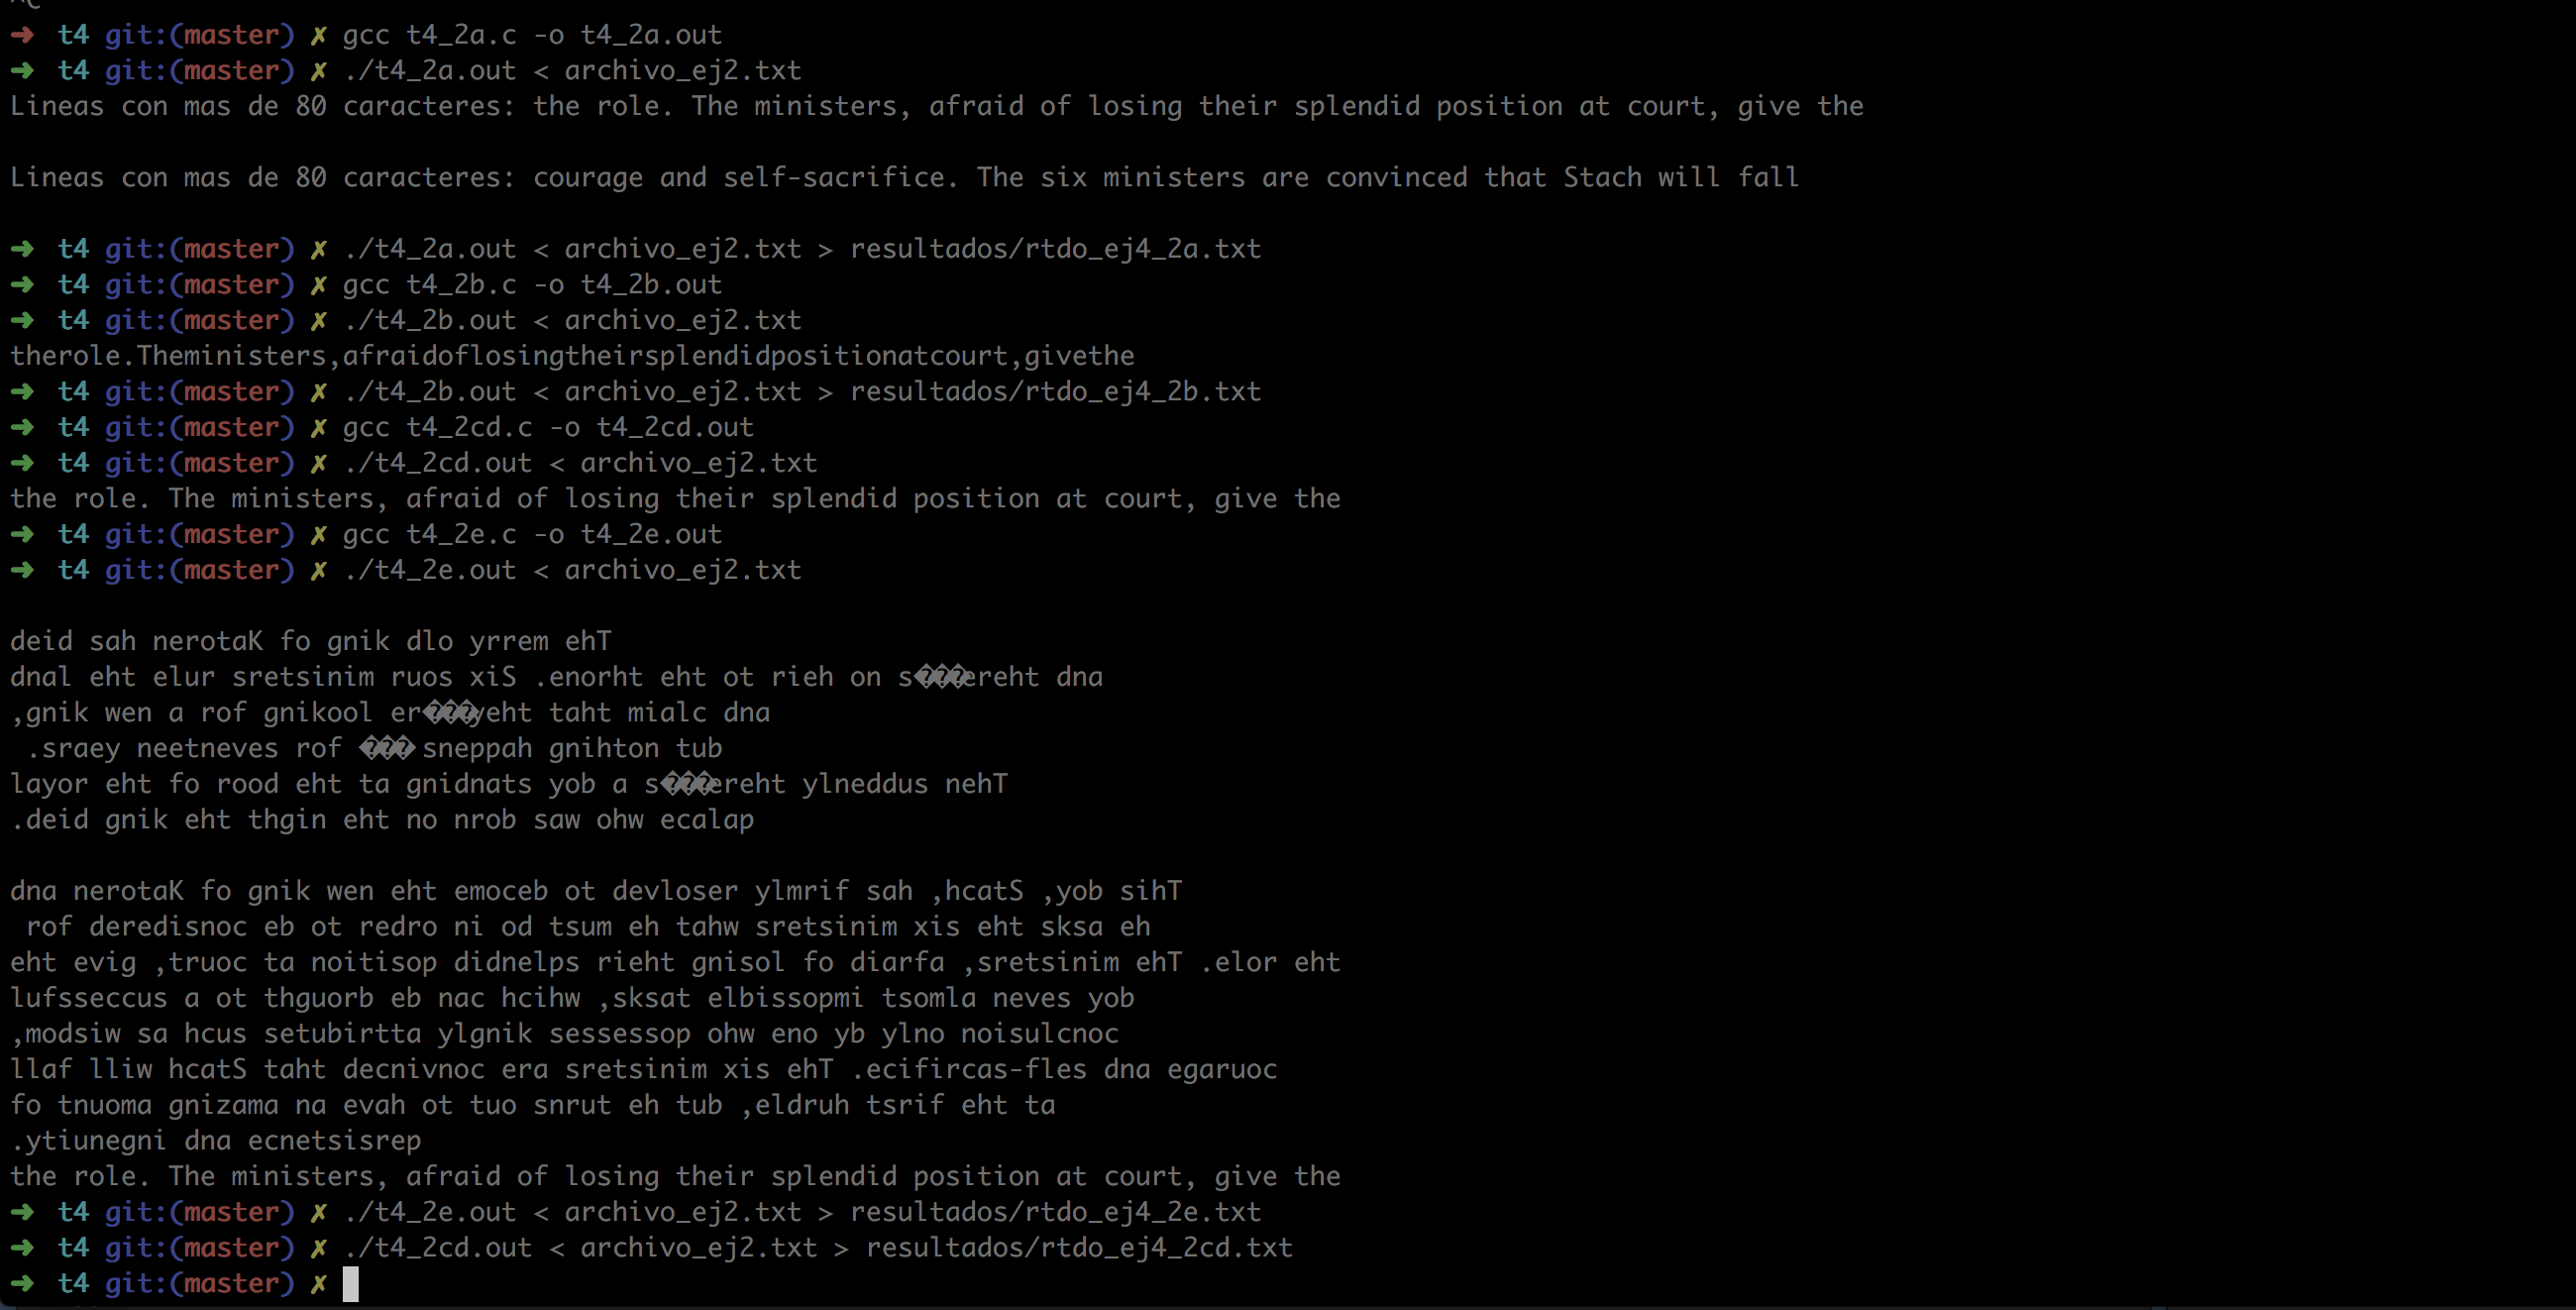 ^C
➜ t4 git:(master) ✗ gcc t4_2a.c -o t4_2a.out
➜ t4 git:(master) ✗ ./t4_2a.out < archivo_ej2.txt
Lineas con mas de 80 caracteres: the role. The ministers, afraid of losing their splendid position at court, give the
Lineas con mas de 80 caracteres: courage and self-sacrifice. The six ministers are convinced that Stach will fall
➜ t4 git:(master) ✗ ./t4_2a.out < archivo_ej2.txt > resultados/rtdo_ej4_2a.txt
➜ t4 git:(master) ✗ gcc t4_2b.c -o t4_2b.out
➜ t4 git:(master) ✗ ./t4_2b.out < archivo_ej2.txt
therole.Theministers,afraidoflosingtheirsplendidpositionatcourt,givethe
➜ t4 git:(master) ✗ ./t4_2b.out < archivo_ej2.txt > resultados/rtdo_ej4_2b.txt
➜ t4 git:(master) ✗ gcc t4_2cd.c -o t4_2cd.out
➜ t4 git:(master) ✗ ./t4_2cd.out < archivo_ej2.txt
the role. The ministers, afraid of losing their splendid position at court, give the
➜ t4 git:(master) ✗ gcc t4_2e.c -o t4_2e.out
➜ t4 git:(master) ✗ ./t4_2e.out < archivo_ej2.txt
deid sah nerotaK fo gnik dlo yrrem ehT
dnal eht elur sretsinim ruos xiS .enorht eht ot rieh on s���ereht dna
,gnik wen a rof gnikool er���yeht taht mialc dna
.sraey neetneves rof ��� sneppah gnihton tub
layor eht fo rood eht ta gnidnats yob a s���ereht ylneddus nehT
.deid gnik eht thgin eht no nrob saw ohw ecalap
dna nerotaK fo gnik wen eht emoceb ot devloser ylmrif sah ,hcatS ,yob sihT
rof deredisnoc eb ot redro ni od tsum eh tahw sretsinim xis eht sksa eh
eht evig ,truoc ta noitisop didnelps rieht gnisol fo diarfa ,sretsinim ehT .elor eht
lufsseccus a ot thguorb eb nac hcihw ,sksat elbissopmi tsomla neves yob
,modsiw sa hcus setubirtta ylgnik sessessop ohw eno yb ylno noisulcnoc
llaf lliw hcatS taht decnivnoc era sretsinim xis ehT .ecifircas-fles dna egaruoc
fo tnuoma gnizama na evah ot tuo snrut eh tub ,eldruh tsrif eht ta
.ytiunegni dna ecnetsisrep
the role. The ministers, afraid of losing their splendid position at court, give the
➜ t4 git:(master) ✗ ./t4_2e.out < archivo_ej2.txt > resultados/rtdo_ej4_2e.txt
➜ t4 git:(master) ✗ ./t4_2cd.out < archivo_ej2.txt > resultados/rtdo_ej4_2cd.txt
➜ t4 git:(master) ✗